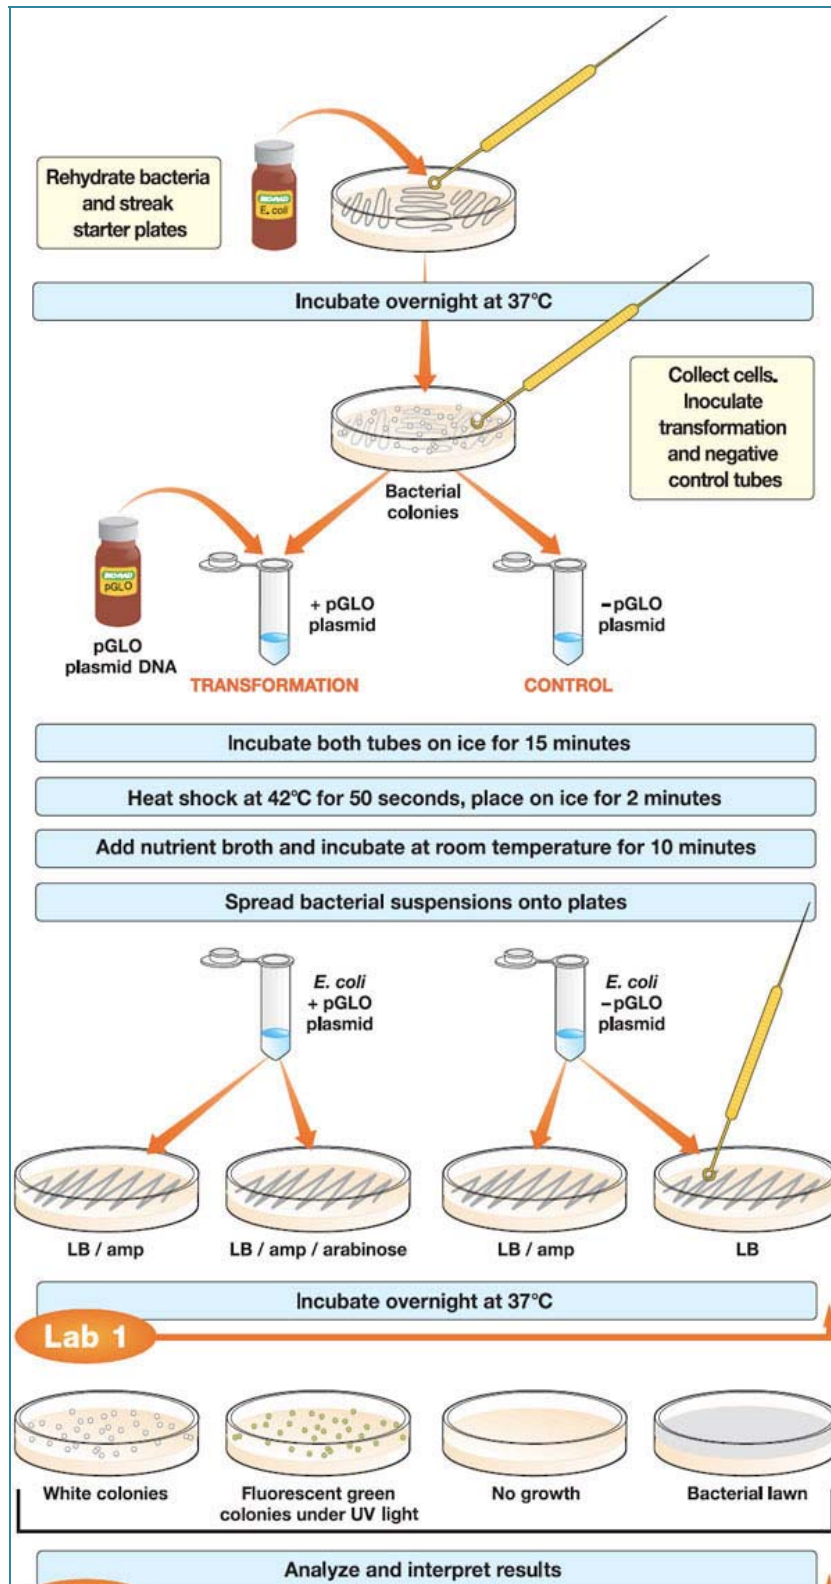 Rehydrate bacteria
and streak
starter plates
BIO-RAD
E. coli
Incubate overnight at 37°C
Collect cells.
Inoculate
transformation
and negative
control tubes
Bacterial
colonies
BIO-RAD
pGLO
pGLO
plasmid DNA
+ pGLO
plasmid
TRANSFORMATION
–pGLO
plasmid
CONTROL
Incubate both tubes on ice for 15 minutes
Heat shock at 42°C for 50 seconds, place on ice for 2 minutes
Add nutrient broth and incubate at room temperature for 10 minutes
Spread bacterial suspensions onto plates
E. coli
+ pGLO
plasmid
E. coli
–pGLO
plasmid
LB / amp
LB / amp / arabinose
LB / amp
LB
Incubate overnight at 37°C
Lab 1
White colonies
Fluorescent green
colonies under UV light
No growth
Bacterial lawn
Analyze and interpret results